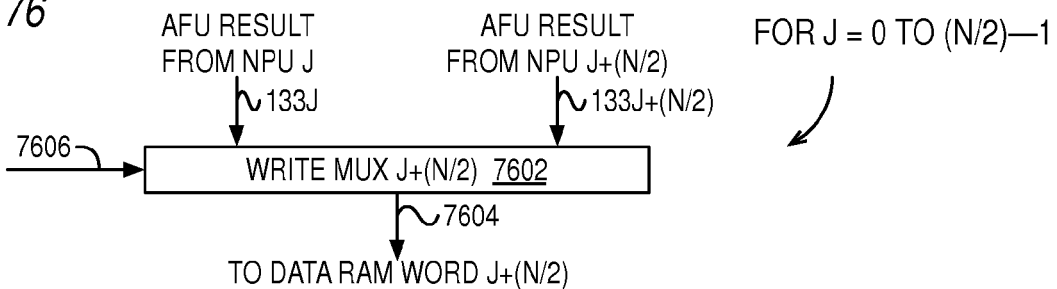 76
AFU RESULT
FROM NPU J
AFU RESULT
FROM NPU J+(N/2)
FOR J = 0 TO (N/2)—1
133J
133J+(N/2)
7606
WRITE MUX J+(N/2) 7602
7604
TO DATA RAM WORD J+(N/2)